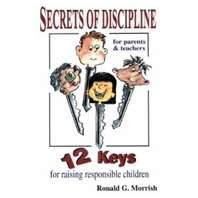 SECRETS OF DISCIPLINE
for parents
& teachers
12 Keys
for raising responsible children
Ronald G. Morrish